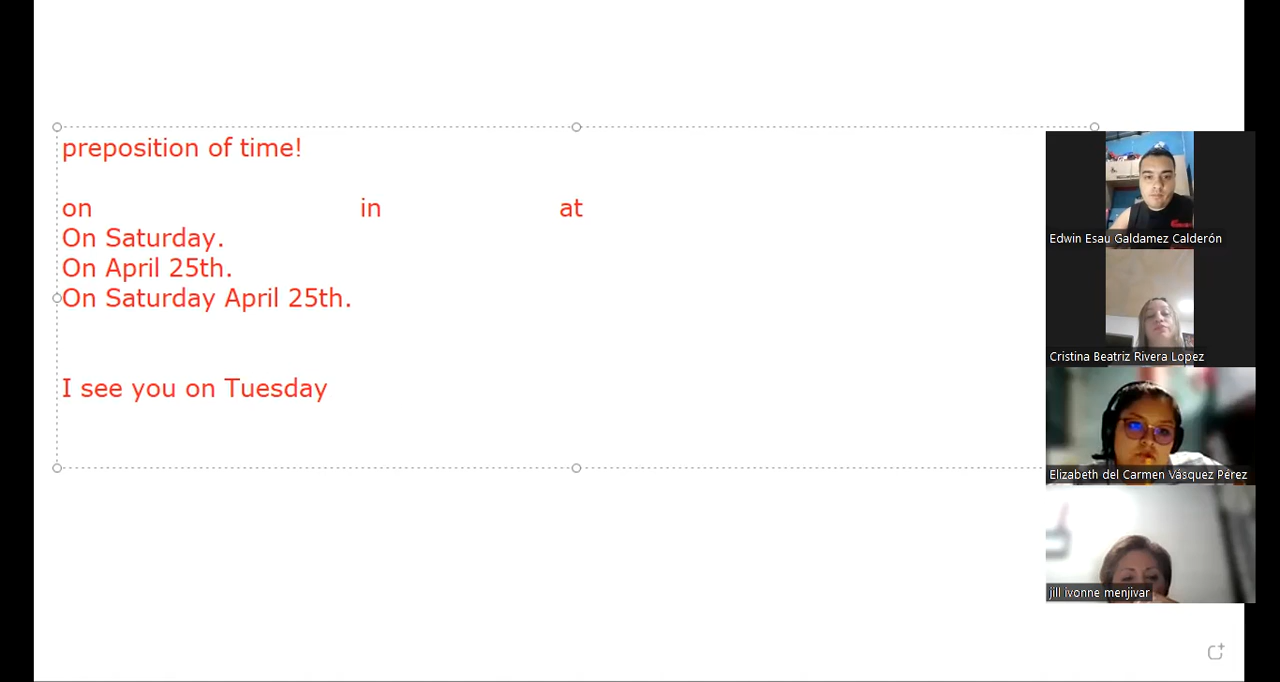 preposition of time!
on in at
On Saturday.
On April 25th.
On Saturday April 25th.
I see you on Tuesday
Edwin Esau Galdamez Calderón
Cristina Beatriz Rivera Lopez
Elizabeth del Carmen Vásquez Pérez
jill ivonne menjivar